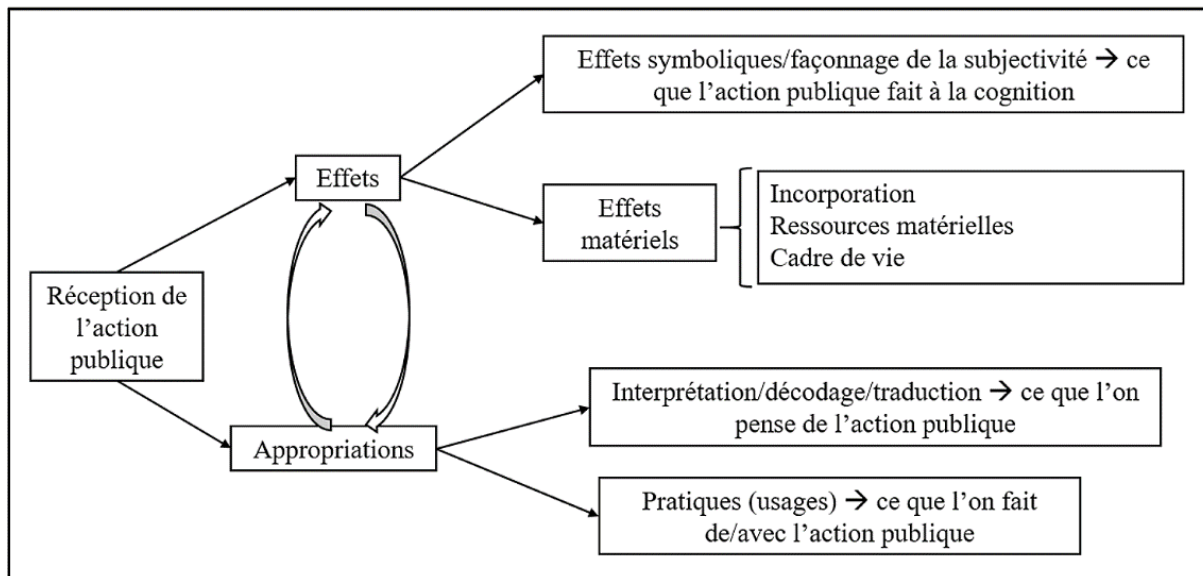 Effets symboliques/façonnage de la subjectivité → ce
que l’action publique fait à la cognition
Effets
Effets
matériels
Incorporation
Ressources matérielles
Cadre de vie
Réception de
l’action
publique
Interprétation/décodage/traduction → ce que l’on
pense de l’action publique
Appropriations
Pratiques (usages) → ce que l’on fait
de/avec l’action publique